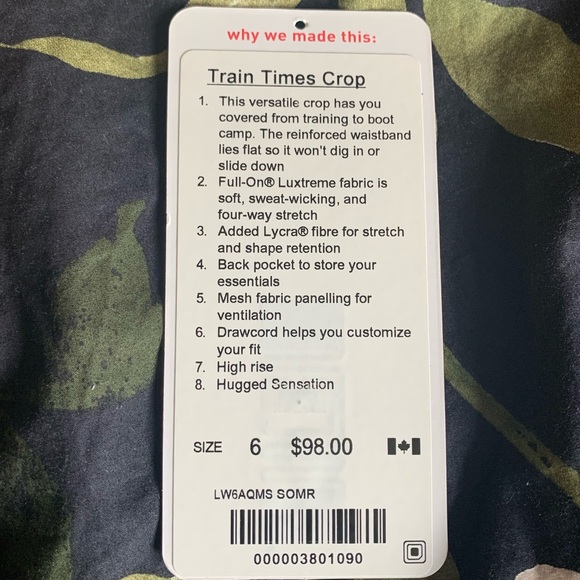 why we made this:
Train Times Crop
1. This versatile crop has you
covered from training to boot
camp. The reinforced waistband
lies flat so it won't dig in or
slide down
2. Full-On® Luxtreme fabric is
soft, sweat-wicking, and
four-way stretch
3. Added Lycra® fibre for stretch
and shape retention
4. Back pocket to store your
essentials
5. Mesh fabric panelling for
ventilation
6. Drawcord helps you customize
your fit
7. High rise
8. Hugged Sensation
SIZE 6 $98.00
LW6AQMS SOMR
000003801090